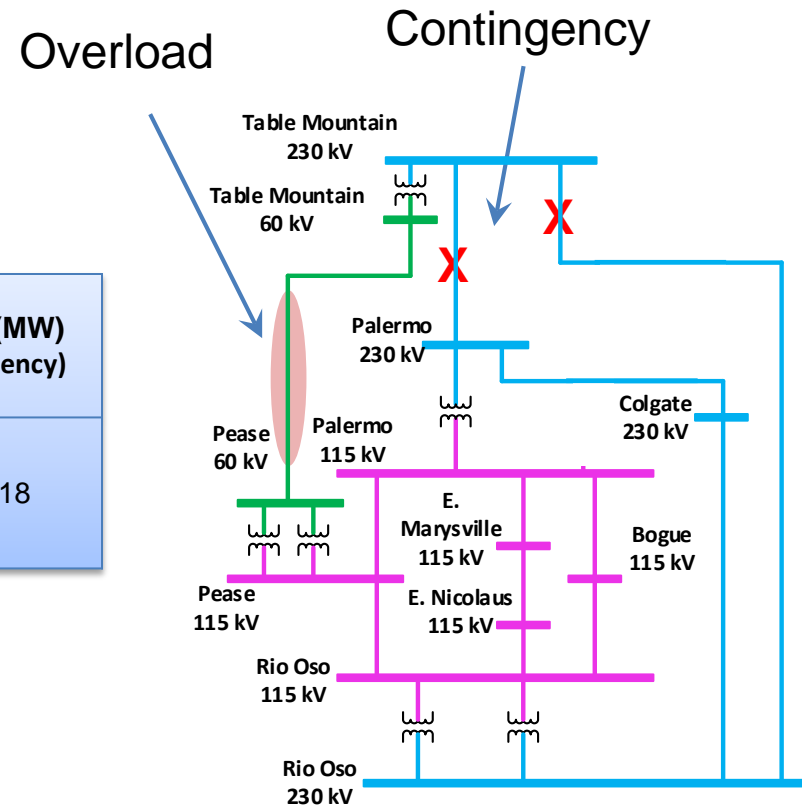 Overload
Contingency
Table Mountain
230 kV
Table Mountain
60 kV
X
X
(MW)
ency)
18
Palermo
230 kV
Colgate
230 kV
Pease
60 kV
Palermo
115 kV
E.
Marysville
115 kV
Bogue
115 kV
E. Nicolaus
115 kV
Pease
115 kV
Rio Oso
115 kV
Rio Oso
230 kV